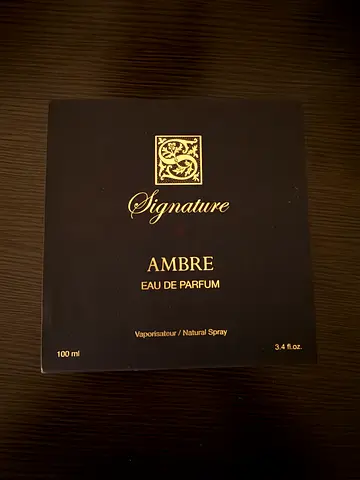 S
Signature
AMBRE
EAU DE PARFUM
Vaporisateur / Natural Spray
100 ml
3.4 fl.oz.